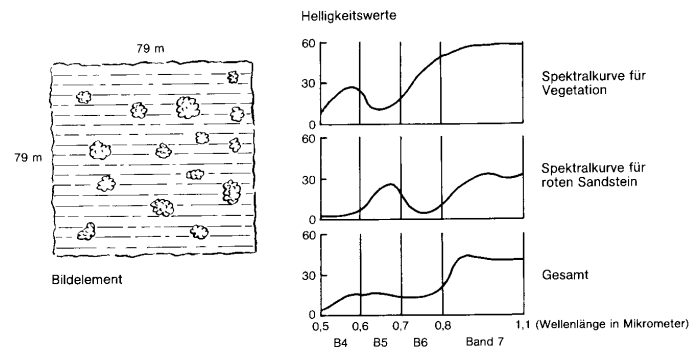 Helligkeitswerte
79 m
79 m
Bildelement
60
30
0
Spektralkurve für
Vegetation
60
30
0
Spektralkurve für
roten Sandstein
60
30
0
Gesamt
0,5 0,6 0,7 0,8 1,1 (Wellenlänge in Mikrometer)
B4 B5 B6 Band 7